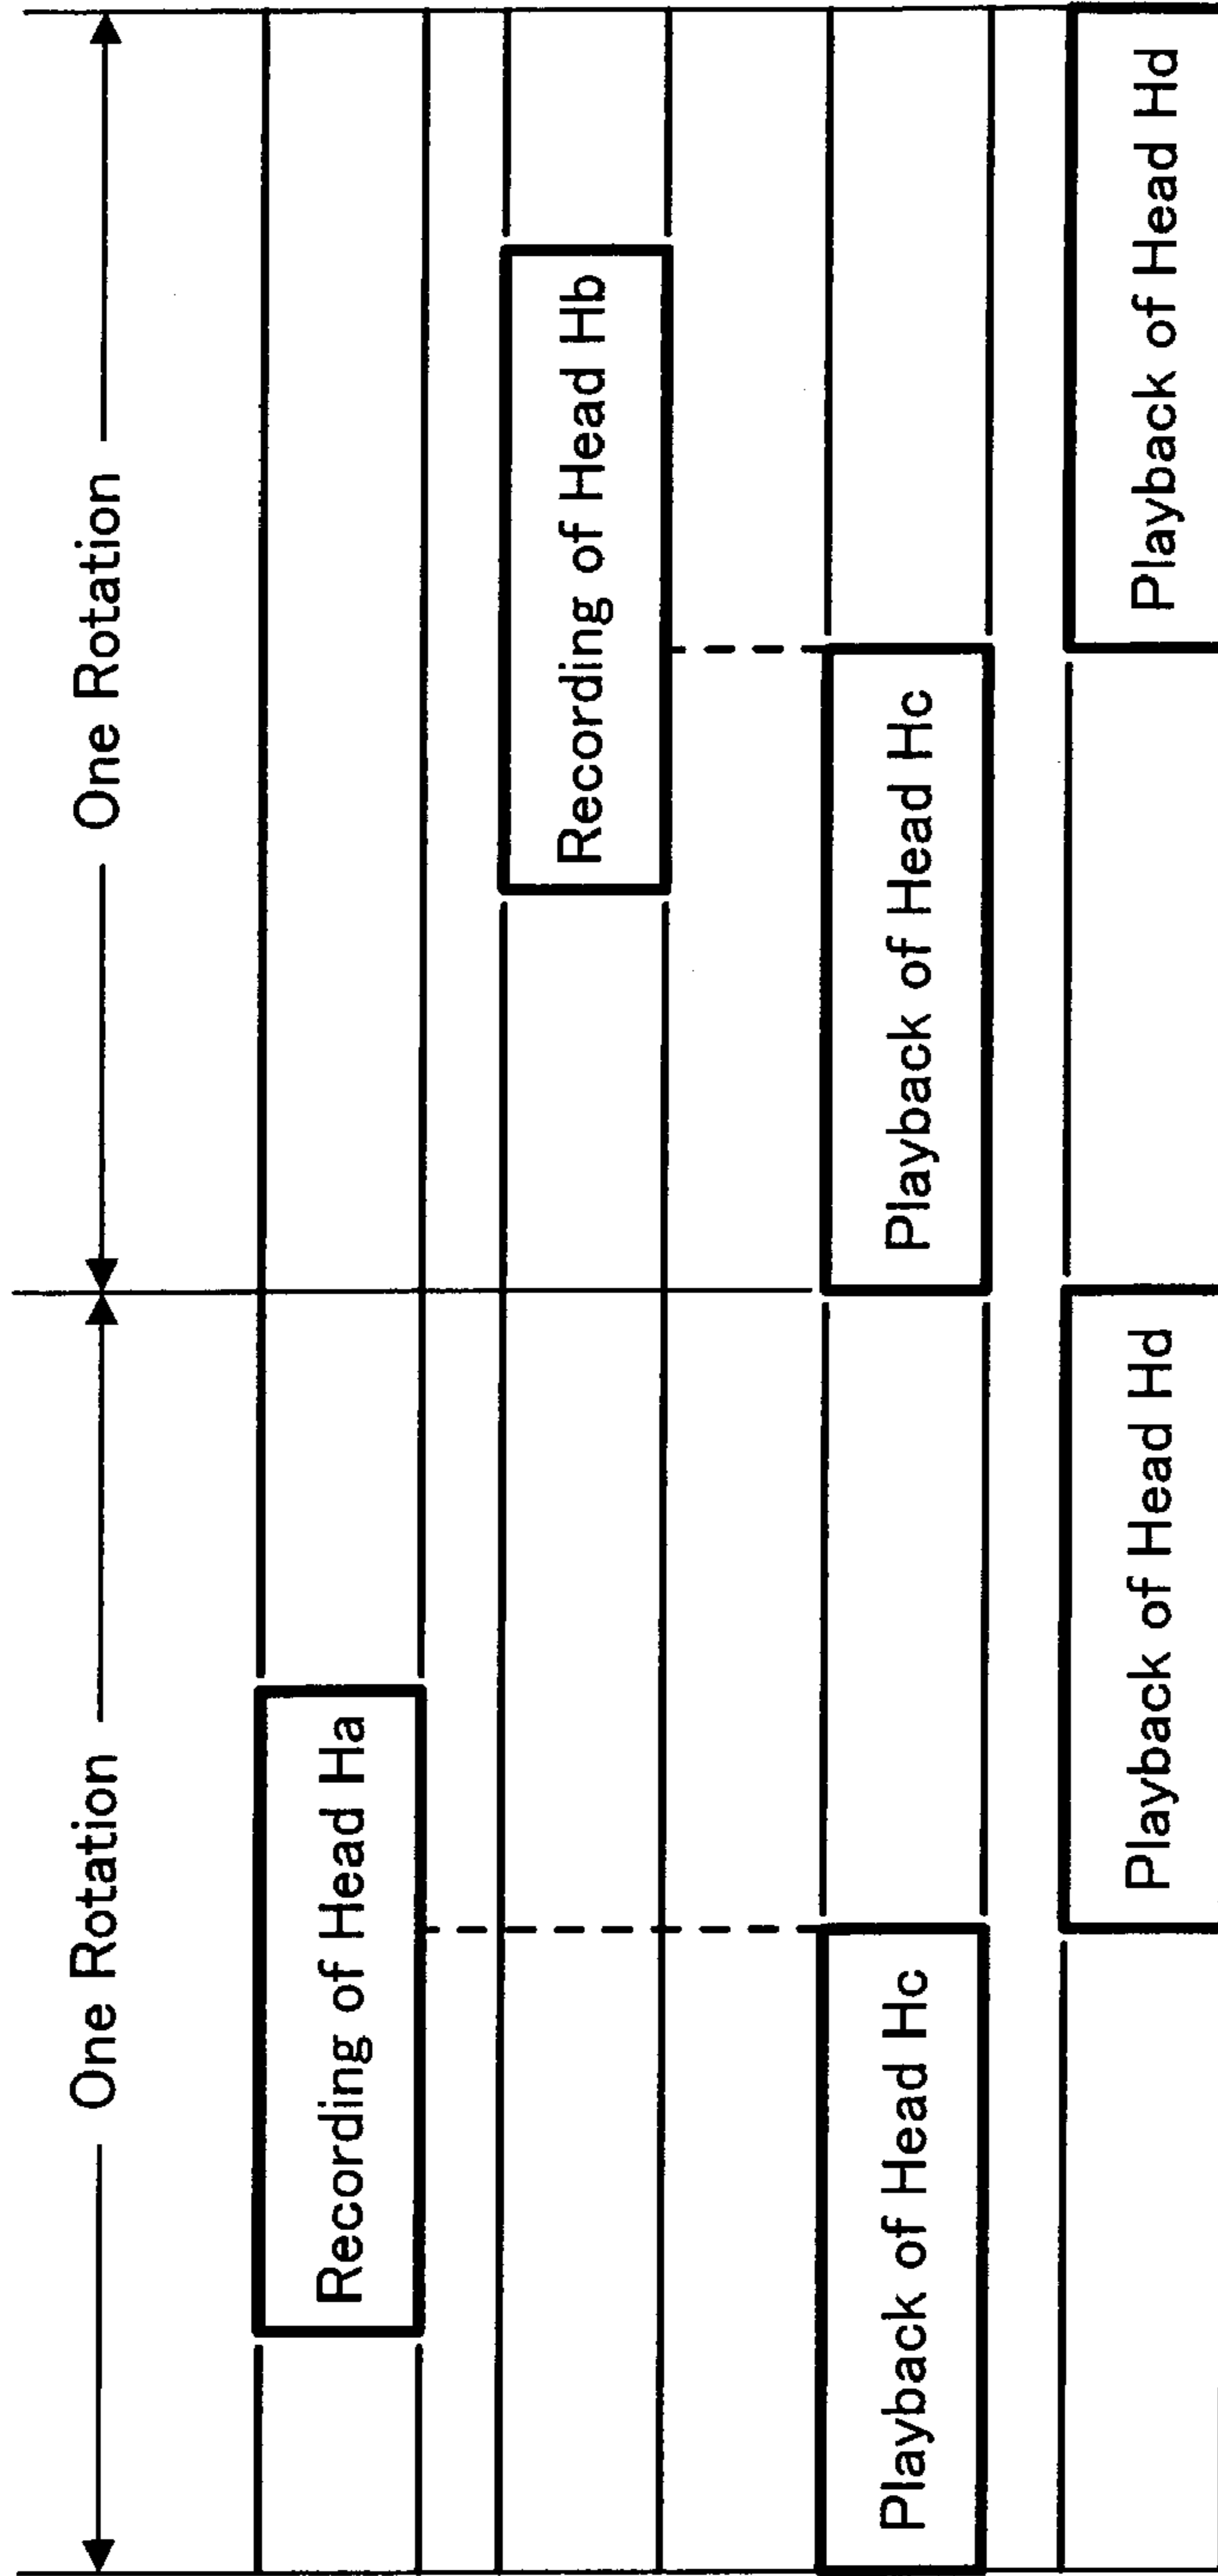 One Rotation
One Rotation
Recording of Head Ha
Recording of Head Hb
Playback of Head Hc
Playback of Head Hc
Playback of Head Hd
Playback of Head Hd